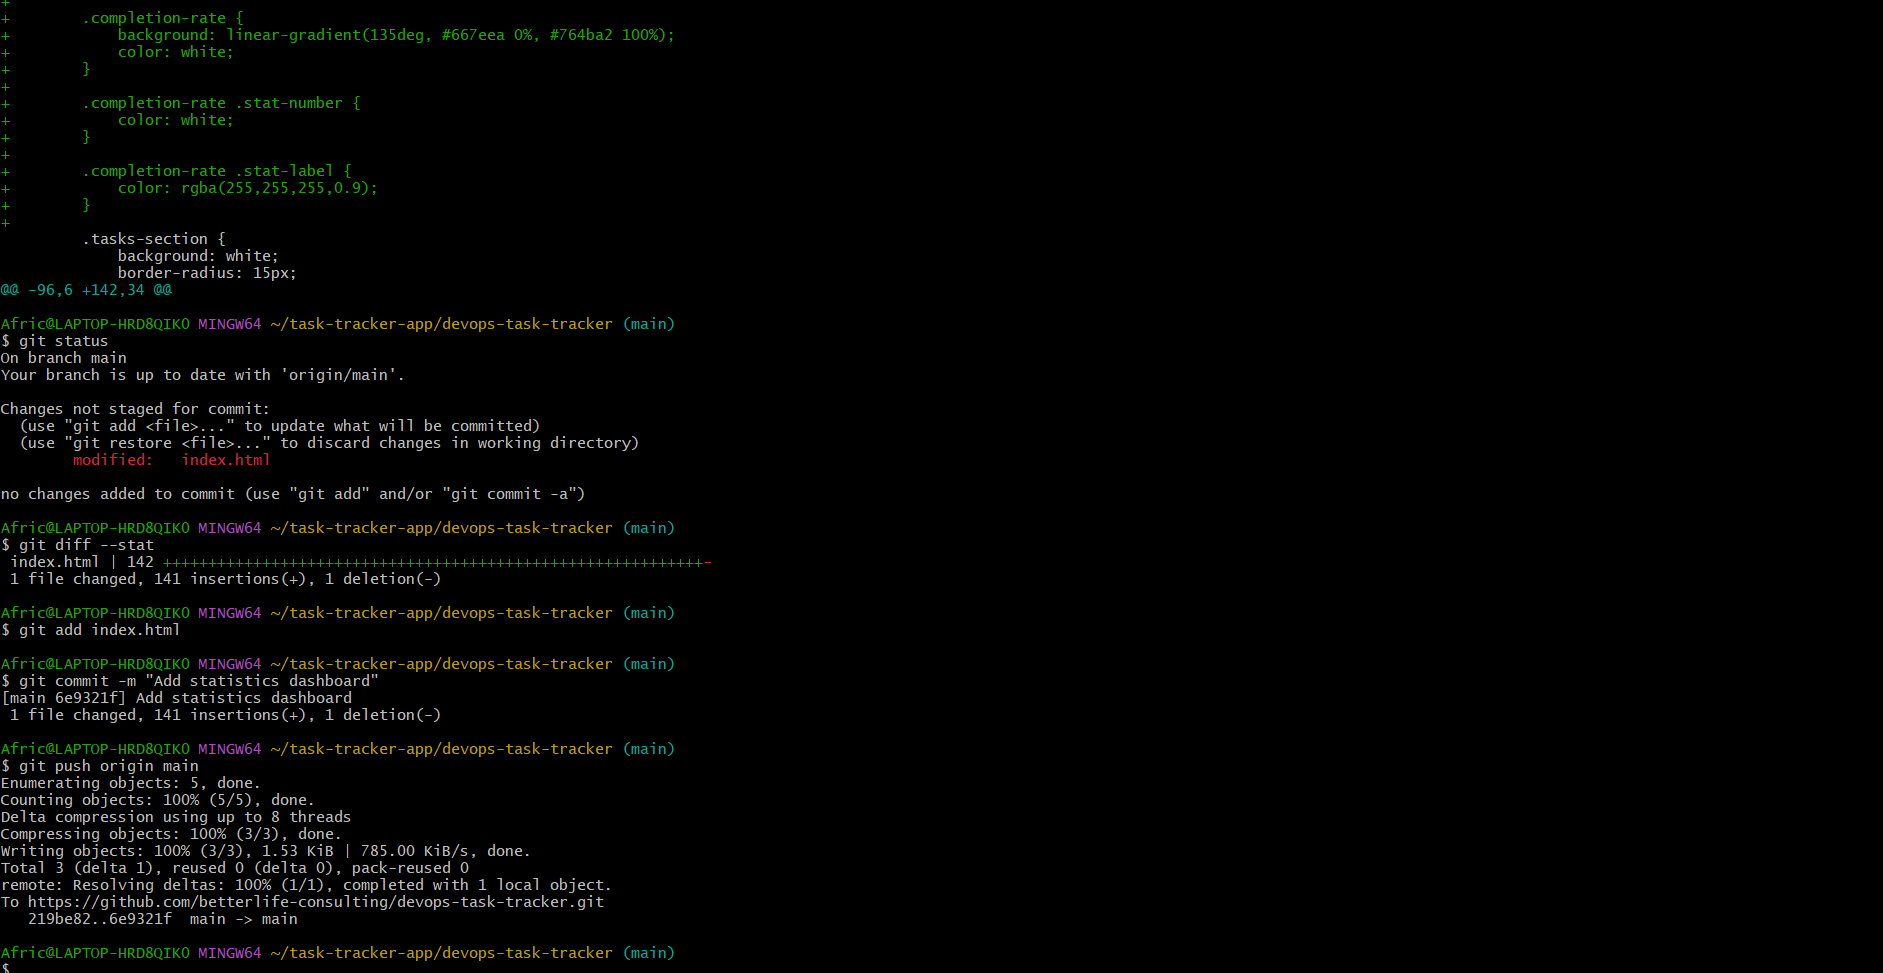 +
+        .completion-rate {
+            background: linear-gradient(135deg, #667eea 0%, #764ba2 100%);
+            color: white;
+        }
+
+        .completion-rate .stat-number {
+            color: white;
+        }
+
+        .completion-rate .stat-label {
+            color: rgba(255,255,255,0.9);
+        }
+
         .tasks-section {
             background: white;
             border-radius: 15px;
@@ -96,6 +142,34 @@
Afric@LAPTOP-HRD8QIKO MINGW64 ~/task-tracker-app/devops-task-tracker (main)
$ git status
On branch main
Your branch is up to date with 'origin/main'.
Changes not staged for commit:
  (use "git add <file>..." to update what will be committed)
  (use "git restore <file>..." to discard changes in working directory)
        modified:   index.html
no changes added to commit (use "git add" and/or "git commit -a")
Afric@LAPTOP-HRD8QIKO MINGW64 ~/task-tracker-app/devops-task-tracker (main)
$ git diff --stat
 index.html | 142 ++++++++++++++++++++++++++++++++++++++++++++++++++++++++++++-
 1 file changed, 141 insertions(+), 1 deletion(-)
Afric@LAPTOP-HRD8QIKO MINGW64 ~/task-tracker-app/devops-task-tracker (main)
$ git add index.html
Afric@LAPTOP-HRD8QIKO MINGW64 ~/task-tracker-app/devops-task-tracker (main)
$ git commit -m "Add statistics dashboard"
[main 6e9321f] Add statistics dashboard
 1 file changed, 141 insertions(+), 1 deletion(-)
Afric@LAPTOP-HRD8QIKO MINGW64 ~/task-tracker-app/devops-task-tracker (main)
$ git push origin main
Enumerating objects: 5, done.
Counting objects: 100% (5/5), done.
Delta compression using up to 8 threads
Compressing objects: 100% (3/3), done.
Writing objects: 100% (3/3), 1.53 KiB | 785.00 KiB/s, done.
Total 3 (delta 1), reused 0 (delta 0), pack-reused 0
remote: Resolving deltas: 100% (1/1), completed with 1 local object.
To https://github.com/betterlife-consulting/devops-task-tracker.git
   219be82..6e9321f  main -> main
Afric@LAPTOP-HRD8QIKO MINGW64 ~/task-tracker-app/devops-task-tracker (main)
$